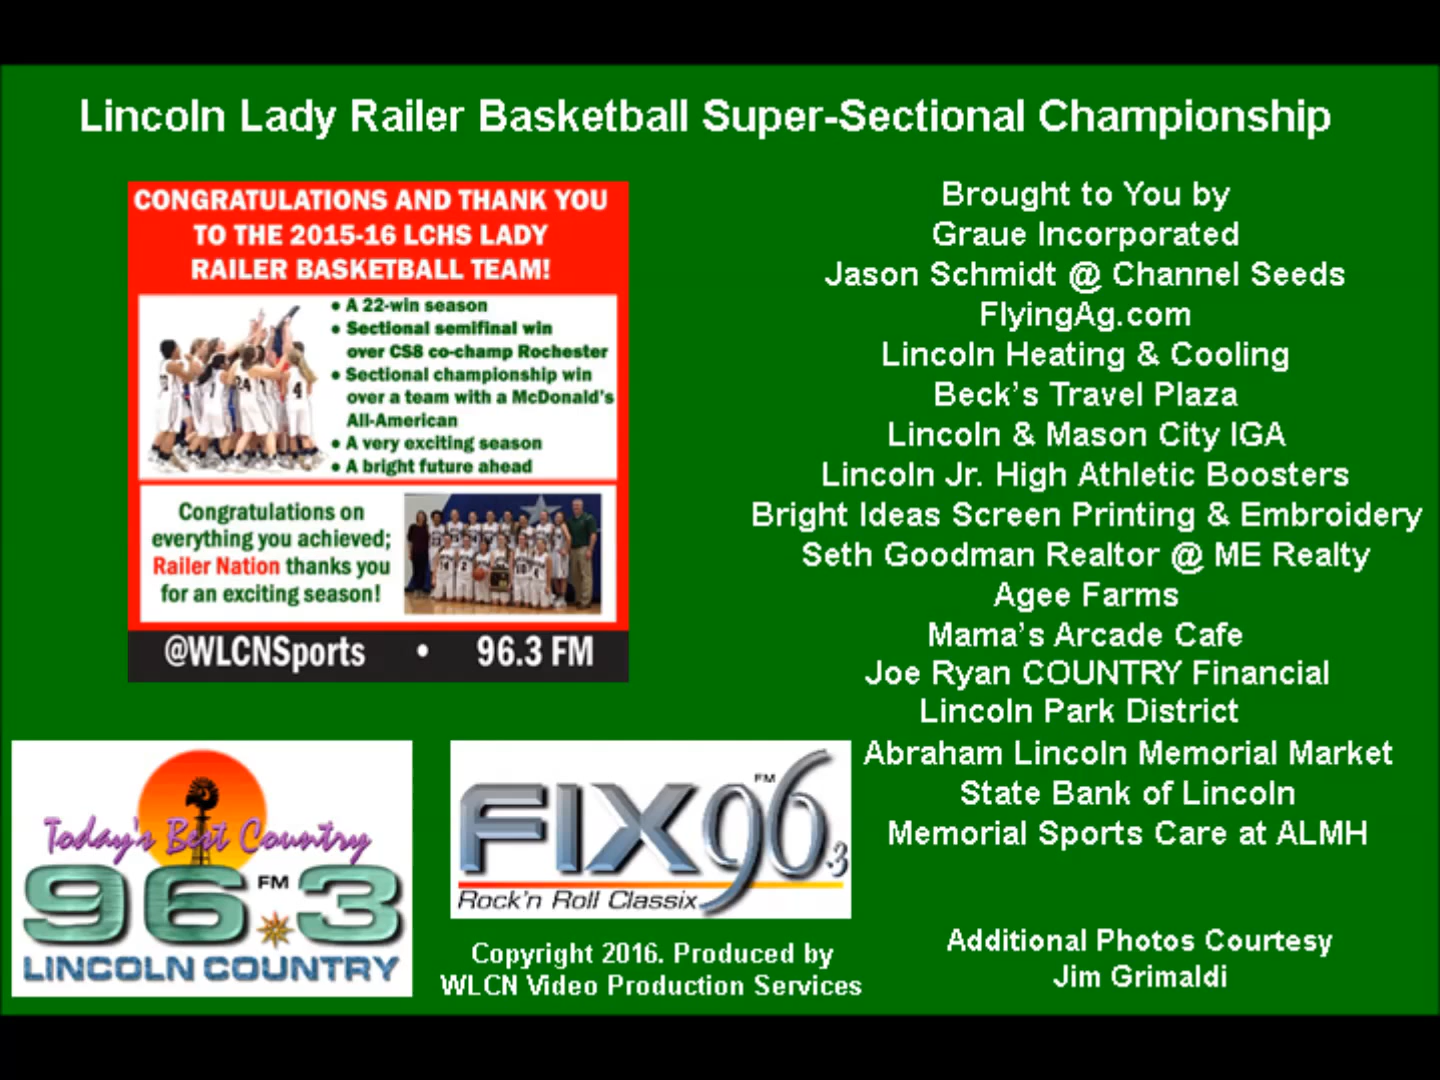 Lincoln Lady Railer Basketball Super-Sectional Championship
CONGRATULATIONS AND THANK YOU
TO THE 2015-16 LCHS LADY
RAILER BASKETBALL TEAM!
• A 22-win season
• Sectional semifinal win
over CS8 co-champ Rochester
• Sectional championship win
over a team with a McDonald's
All-American
• A very exciting season
• A bright future ahead
Congratulations on
everything you achieved;
Railer Nation thanks you
for an exciting season!
@WLCNSports • 96.3 FM
Brought to You by
Graue Incorporated
Jason Schmidt @ Channel Seeds
FlyingAg.com
Lincoln Heating & Cooling
Beck's Travel Plaza
Lincoln & Mason City IGA
Lincoln Jr. High Athletic Boosters
Bright Ideas Screen Printing & Embroidery
Seth Goodman Realtor @ ME Realty
Agee Farms
Mama's Arcade Cafe
Joe Ryan COUNTRY Financial
Lincoln Park District
Abraham Lincoln Memorial Market
State Bank of Lincoln
Memorial Sports Care at ALMH
Today's Best Country
96.3 FM
LINCOLN COUNTRY
FIX 96.3 FM
Rock'n Roll Classix
Copyright 2016. Produced by
WLCN Video Production Services
Additional Photos Courtesy
Jim Grimaldi